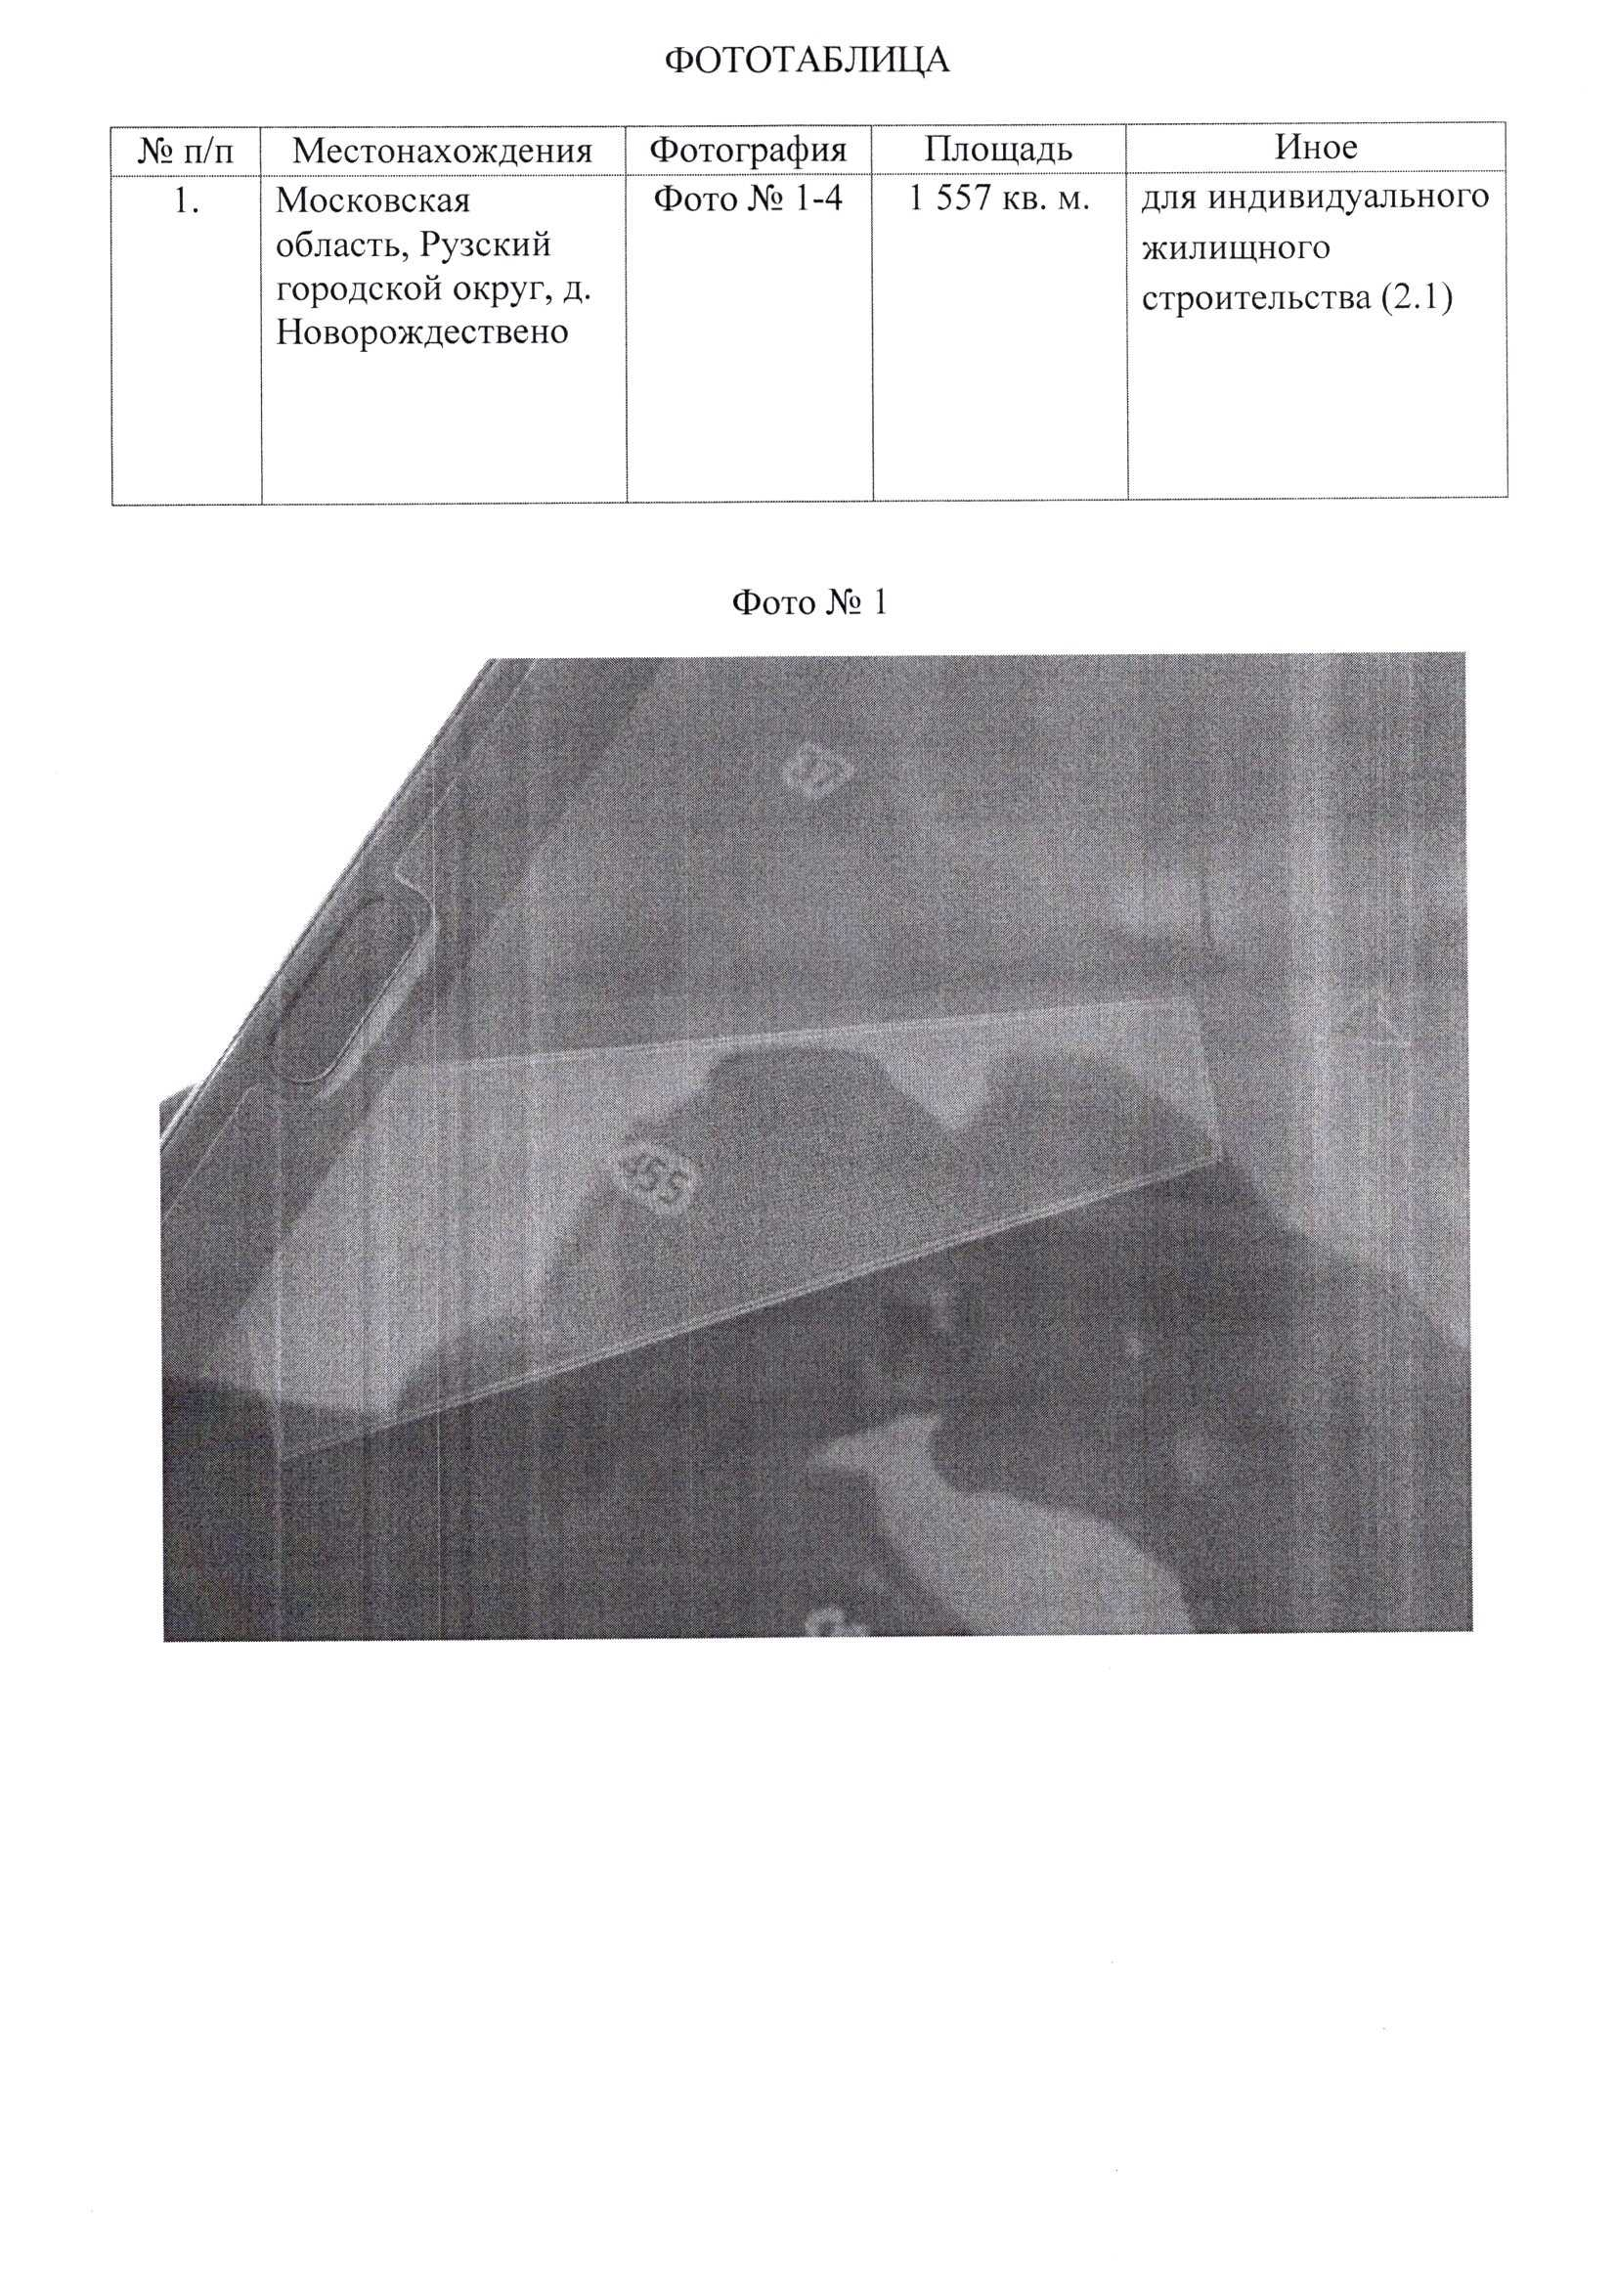 ФОТОТАБЛИЦА
№ п/п Местонахождения Фотография Площадь Иное
1. Московская область, Рузский городской округ, д. Новорождествено Фото № 1-4 1 557 кв. м. для индивидуального жилищного строительства (2.1)
Фото № 1
37
455